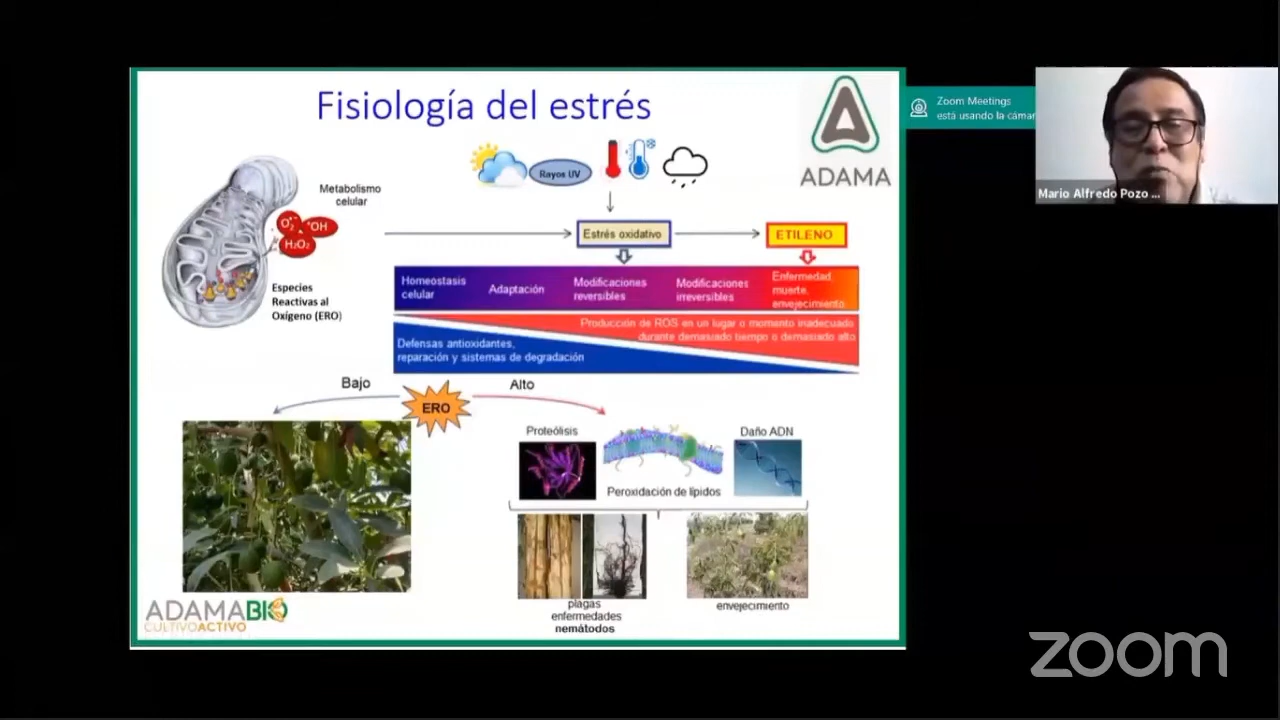 Fisiología del estrés
ADAMA
Zoom Meetings
está usando la cámar
Mario Alfredo Pozo ...
Rayos UV
Metabolismo
celular
O2•- •OH
H2O2
Especies
Reactivas al
Oxígeno (ERO)
Estrés oxidativo
ETILENO
Homeostasis
celular
Adaptación
Modificaciones
reversibles
Modificaciones
irreversibles
Enfermedad,
muerte,
envejecimiento
Producción de ROS en un lugar o momento inadecuado
durante demasiado tiempo o demasiado alto
Defensas antioxidantes,
reparación y sistemas de degradación
Bajo
ERO
Alto
Proteólisis
Peroxidación de lípidos
Daño ADN
plagas
enfermedades
nemátodos
envejecimiento
ADAMABIO
CULTIVOACTIVO
zoom